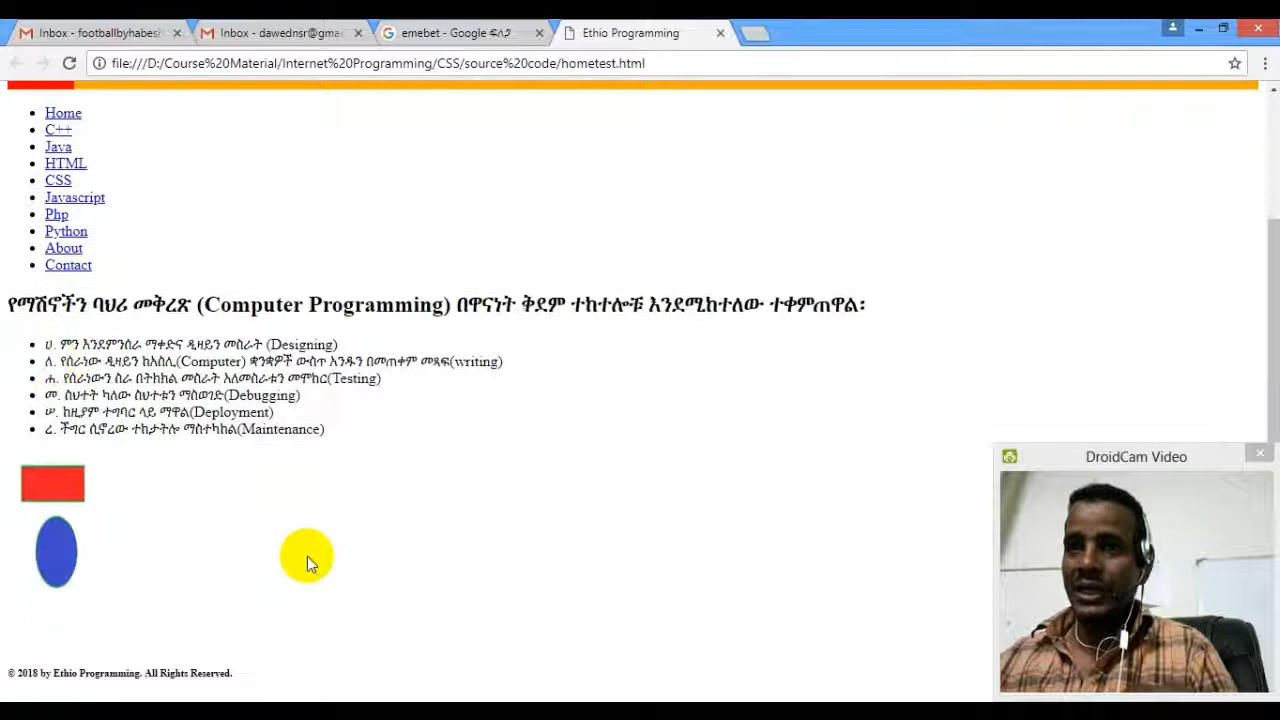 Inbox - footballbyhabesh
Inbox - dawednsr@gma
emebet - Google ፍለጋ
Ethio Programming
file:///D:/Course%20Material/Internet%20Programming/CSS/source%20code/hometest.html
Home
C++
Java
HTML
CSS
Javascript
Php
Python
About
Contact
የማሽኖችን ባህሪ መቅረጽ (Computer Programming) በዋናነት ቅደም ተከተሎቹ እንደሚከተለው ተቀምጠዋል፡
ሀ. ምን እንደምንሰራ ማቀድና ዲዛይን መስራት (Designing)
ለ. የሰራነው ዲዛይን ከአስሊ(Computer) ቋንቋዎች ውስጥ አንዱን በመጠቀም መጻፍ(writing)
ሐ. የሰራነውን ስራ በትክክል መስራት አለመስራቱን መሞከር(Testing)
መ. ስህተት ካለው ስህተቱን ማስወገድ(Debugging)
ሠ. ከዚያም ተግባር ላይ ማዋል(Deployment)
ረ. ችግር ሲኖረው ተከታትሎ ማስተካከል(Maintenance)
DroidCam Video
© 2018 by Ethio Programming. All Rights Reserved.